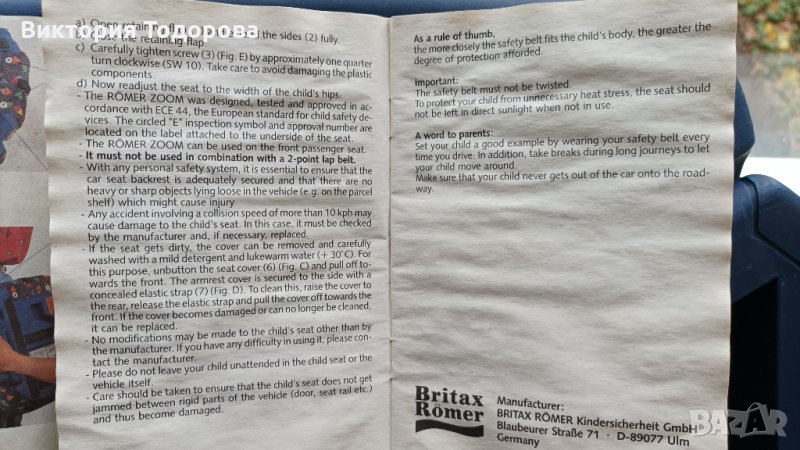 Виктория Тодорова
a) Once retaining the sides (2) fully.
the retaining flap
c) Carefully tighten screw (3) (Fig. E) by approximately one quarter
turn clockwise (SW 10). Take care to avoid damaging the plastic
components.
d) Now readjust the seat to the width of the child's hips.
- The RÖMER ZOOM was designed, tested and approved in ac-
cordance with ECE 44, the European standard for child safety de-
vices. The circled "E" inspection symbol and approval number are
located on the label attached to the underside of the seat.
- The RÖMER ZOOM can be used on the front passenger seat.
- It must not be used in combination with a 2-point lap belt.
- With any personal safety system, it is essential to ensure that the
car seat backrest is adequately secured and that there are no
heavy or sharp objects lying loose in the vehicle (e.g. on the parcel
shelf) which might cause injury.
- Any accident involving a collision speed of more than 10 kph may
cause damage to the child's seat. In this case, it must be checked
by the manufacturer and, if necessary, replaced.
- If the seat gets dirty, the cover can be removed and carefully
washed with a mild detergent and lukewarm water (+ 30°C). For
this purpose, unbutton the seat cover (6) (Fig. C) and pull off to-
wards the front. The armrest cover is secured to the side with a
concealed elastic strap (7) (Fig. D). To clean this, raise the cover to
the rear, release the elastic strap and pull the cover off towards the
front. If the cover becomes damaged or can no longer be cleaned,
it can be replaced.
- No modifications may be made to the child's seat other than by
the manufacturer. If you have any difficulty in using it, please con-
tact the manufacturer.
- Please do not leave your child unattended in the child seat or the
vehicle itself.
- Care should be taken to ensure that the child's seat does not get
jammed between rigid parts of the vehicle (door, seat rail etc.)
and thus become damaged.
As a rule of thumb,
the more closely the safety belt fits the child's body, the greater the
degree of protection afforded.
Important:
The safety belt must not be twisted.
To protect your child from unnecessary heat stress, the seat should
not be left in direct sunlight when not in use.
A word to parents:
Set your child a good example by wearing your safety belt every
time you drive. In addition, take breaks during long journeys to let
your child move around.
Make sure that your child never gets out of the car onto the road-
way.
Britax
Römer
Manufacturer:
BRITAX RÖMER Kindersicherheit GmbH
Blaubeurer Straße 71 · D-89077 Ulm
Germany
BAZAR